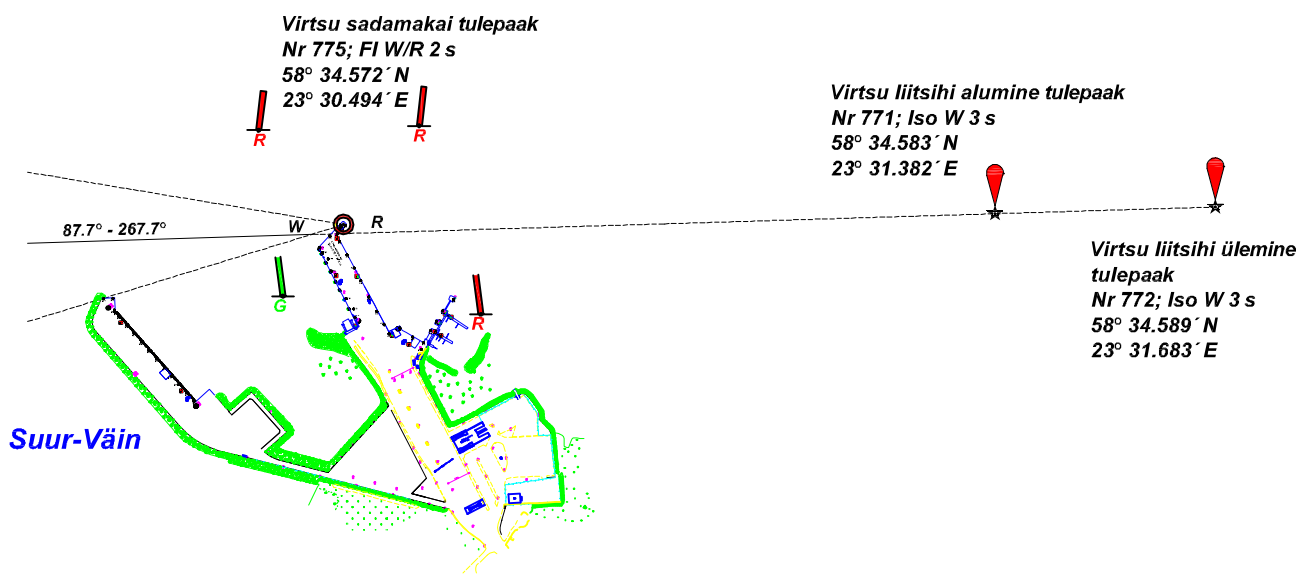 Virtsu sadamakai tulepaak
Nr 775; Fl W/R 2 s
58° 34.572´ N
23° 30.494´ E
R
R
Virtsu liitsihi alumine tulepaak
Nr 771; Iso W 3 s
58° 34.583´ N
23° 31.382´ E
87.7° - 267.7°
W
R
G
R
Virtsu liitsihi ülemine
tulepaak
Nr 772; Iso W 3 s
58° 34.589´ N
23° 31.683´ E
Suur-Väin